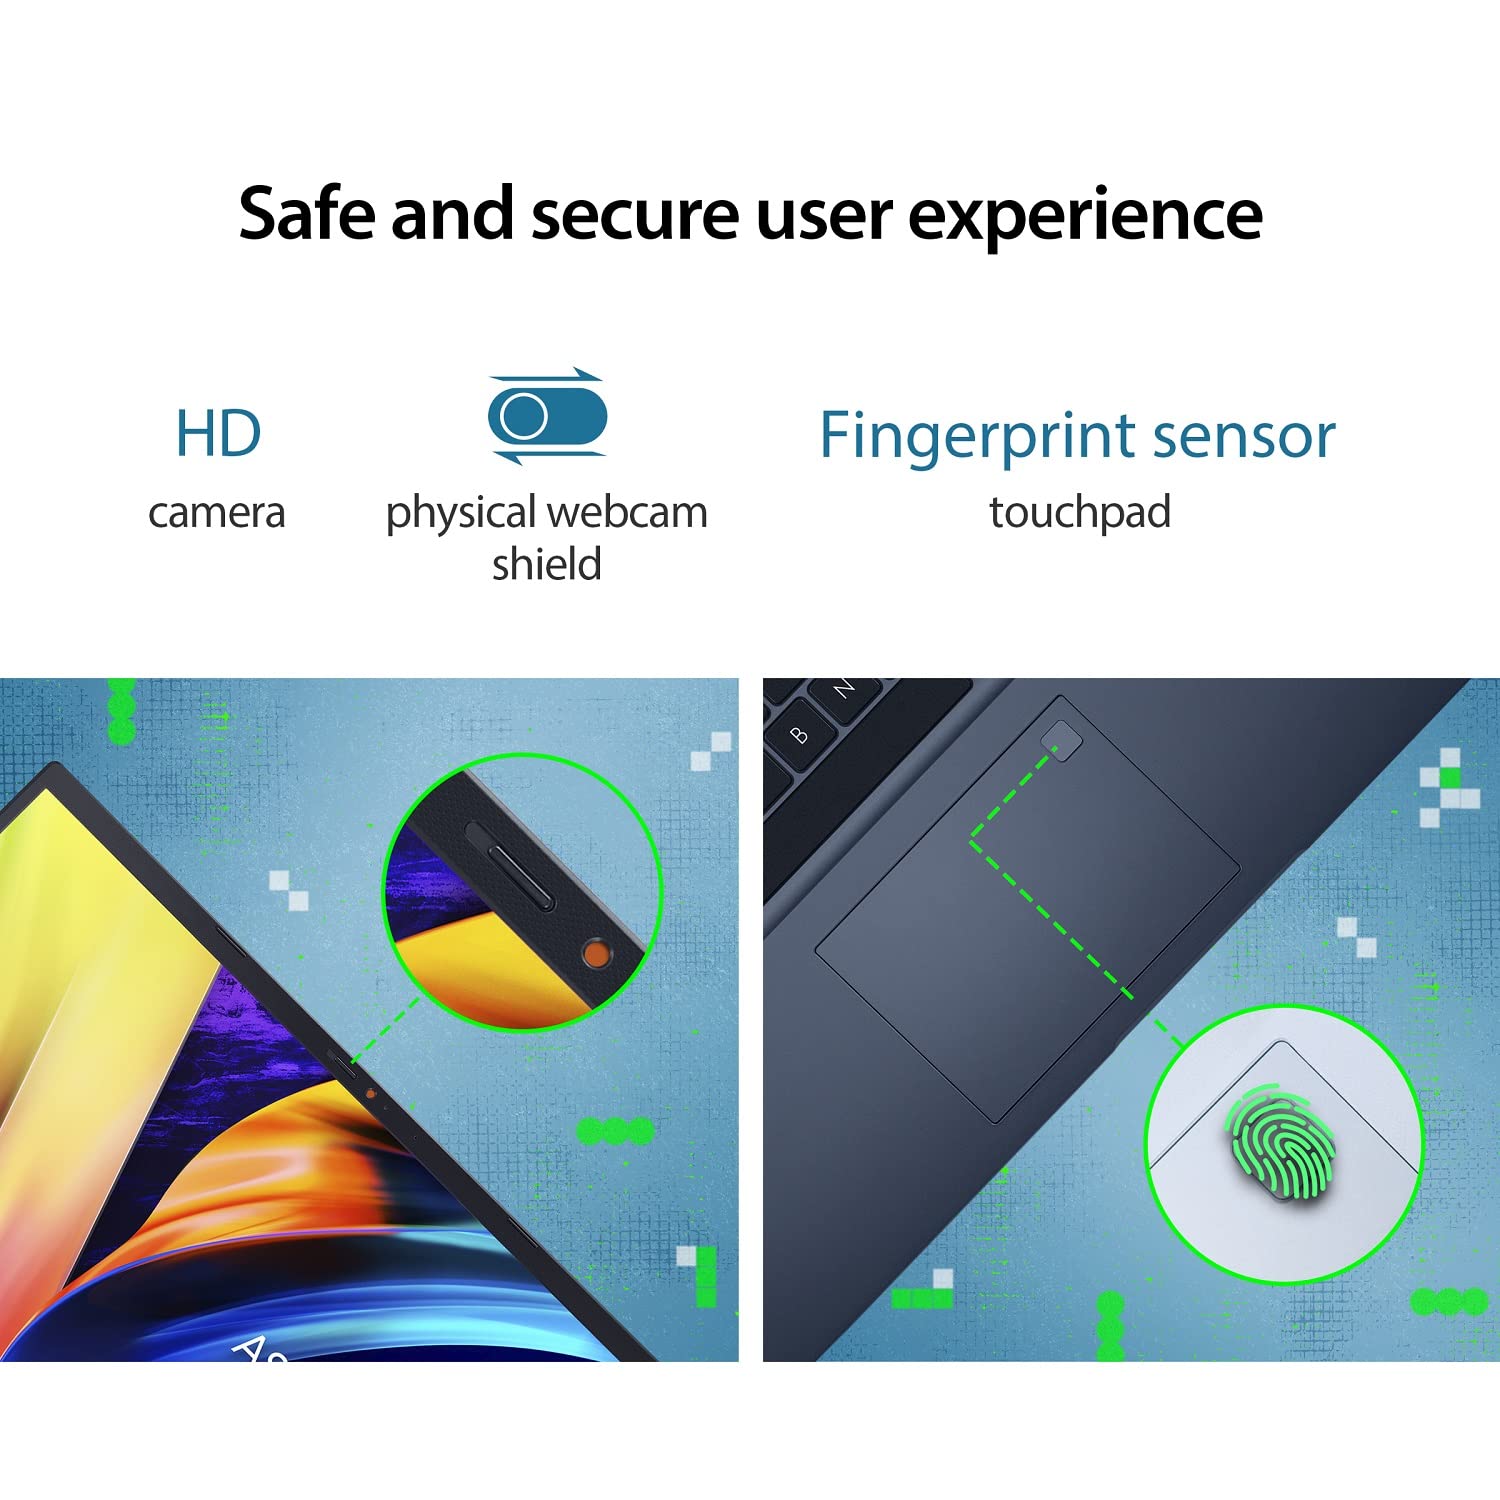 Safe and secure user experience
HD
camera
physical webcam
shield
Fingerprint sensor
touchpad
N
B